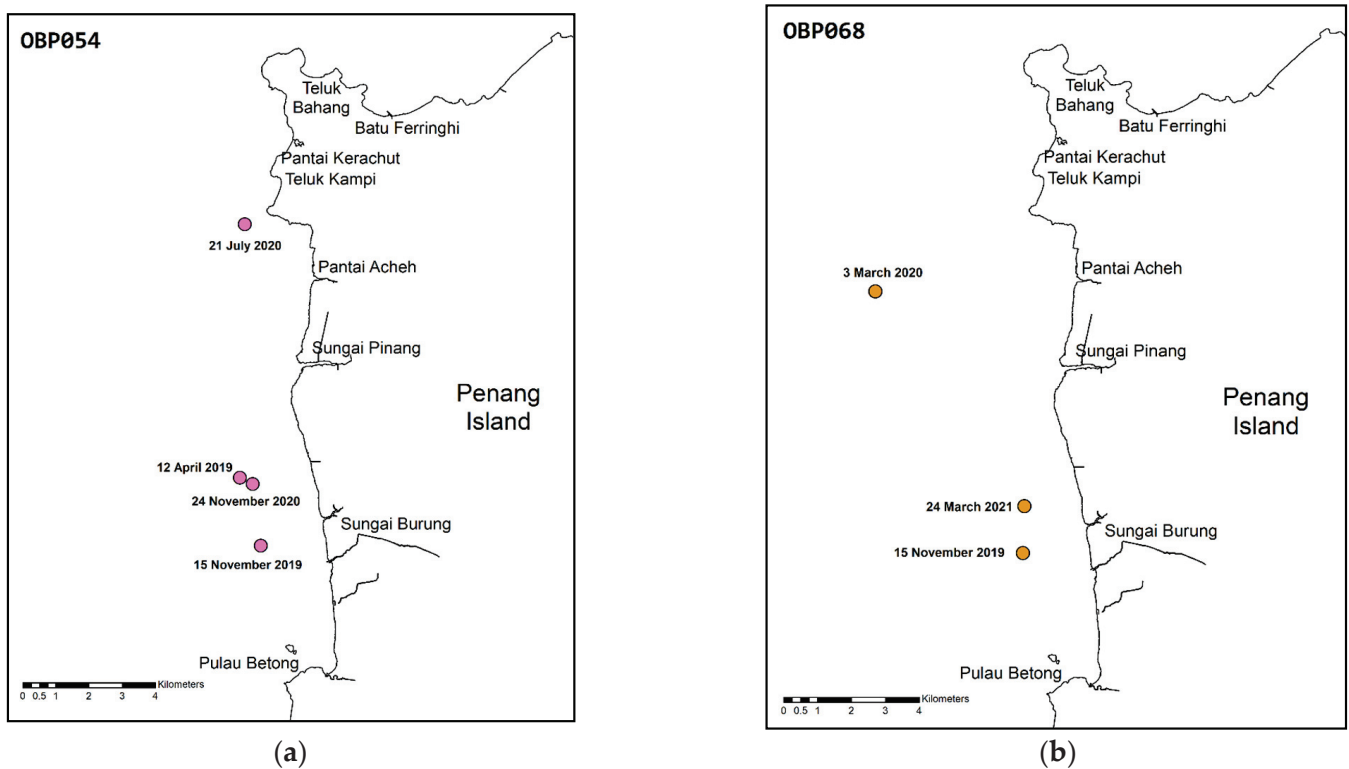 OBP054
Teluk
Bahang
Batu Ferringhi
Pantai Kerachut
Teluk Kampi
21 July 2020
Pantai Acheh
Sungai Pinang
Penang
Island
12 April 2019
24 November 2020
Sungai Burung
15 November 2019
Pulau Betong
Kilometers
0 0.5 1 2 3 4
(a)
OBP068
Teluk
Bahang
Batu Ferringhi
Pantai Kerachut
Teluk Kampi
3 March 2020
Pantai Acheh
Sungai Pinang
Penang
Island
24 March 2021
Sungai Burung
15 November 2019
Pulau Betong
Kilometers
0 0.5 1 2 3 4
(b)